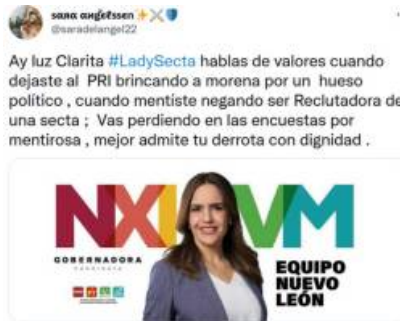 sara angelssen
@saradelangel22
Ay luz Clarita #LadySecta hablas de valores cuando
dejaste al PRI brincando a morena por un hueso
político , cuando mentiste negando ser Reclutadora de
una secta ; Vas perdiendo en las encuestas por
mentirosa , mejor admite tu derrota con dignidad .
GOBERNADORA
CANDIDATA
EQUIPO
NUEVO
LEÓN